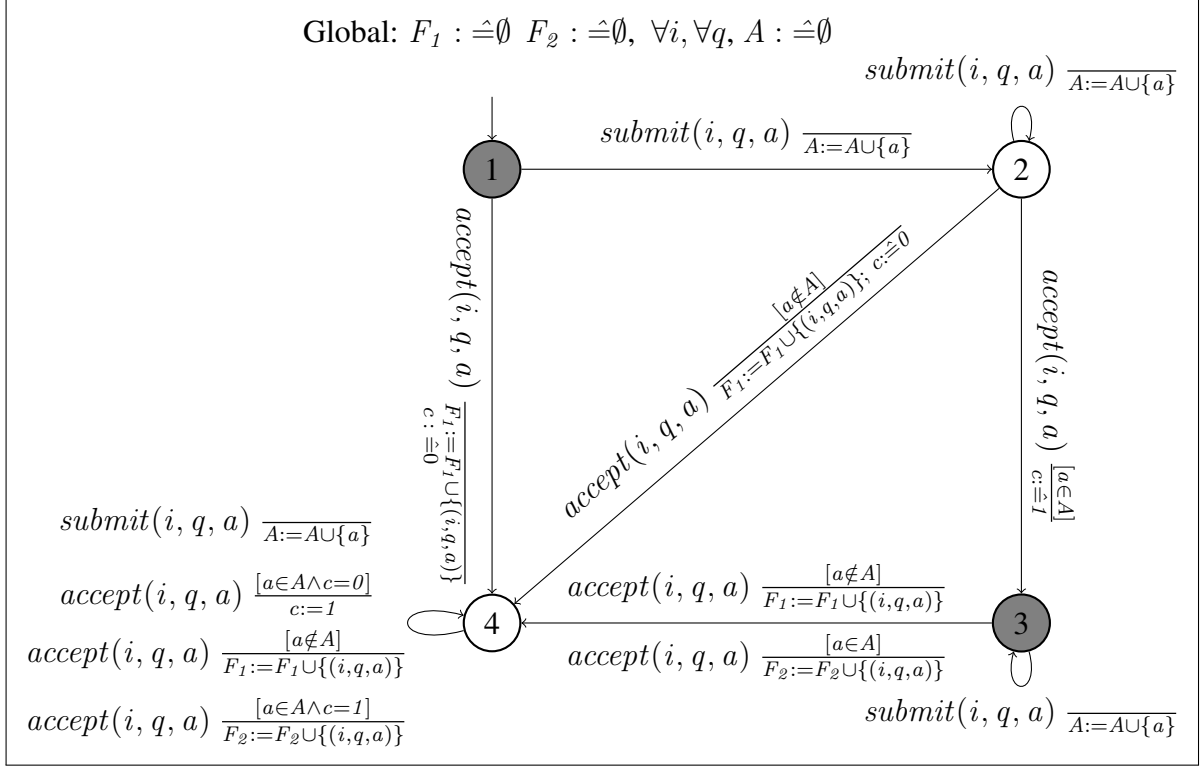 Global: F₁ :≙∅ F₂ :≙∅, ∀i,∀q, A :≙∅
submit(i, q, a) / A:=A∪{a}
submit(i, q, a) / A:=A∪{a}
1
2
accept(i, q, a) / F₁:=F₁∪{(i,q,a)}
c :≙0
accept(i, q, a) [a∉A] / F₁:=F₁∪{(i,q,a)}; c:≙0
accept(i, q, a) [a∈A] / c:≙1
submit(i, q, a) / A:=A∪{a}
accept(i, q, a) [a∈A∧c=0] / c:=1
accept(i, q, a) [a∉A] / F₁:=F₁∪{(i,q,a)}
accept(i, q, a) [a∈A∧c=1] / F₂:=F₂∪{(i,q,a)}
4
accept(i, q, a) [a∉A] / F₁:=F₁∪{(i,q,a)}
accept(i, q, a) [a∈A] / F₂:=F₂∪{(i,q,a)}
3
submit(i, q, a) / A:=A∪{a}